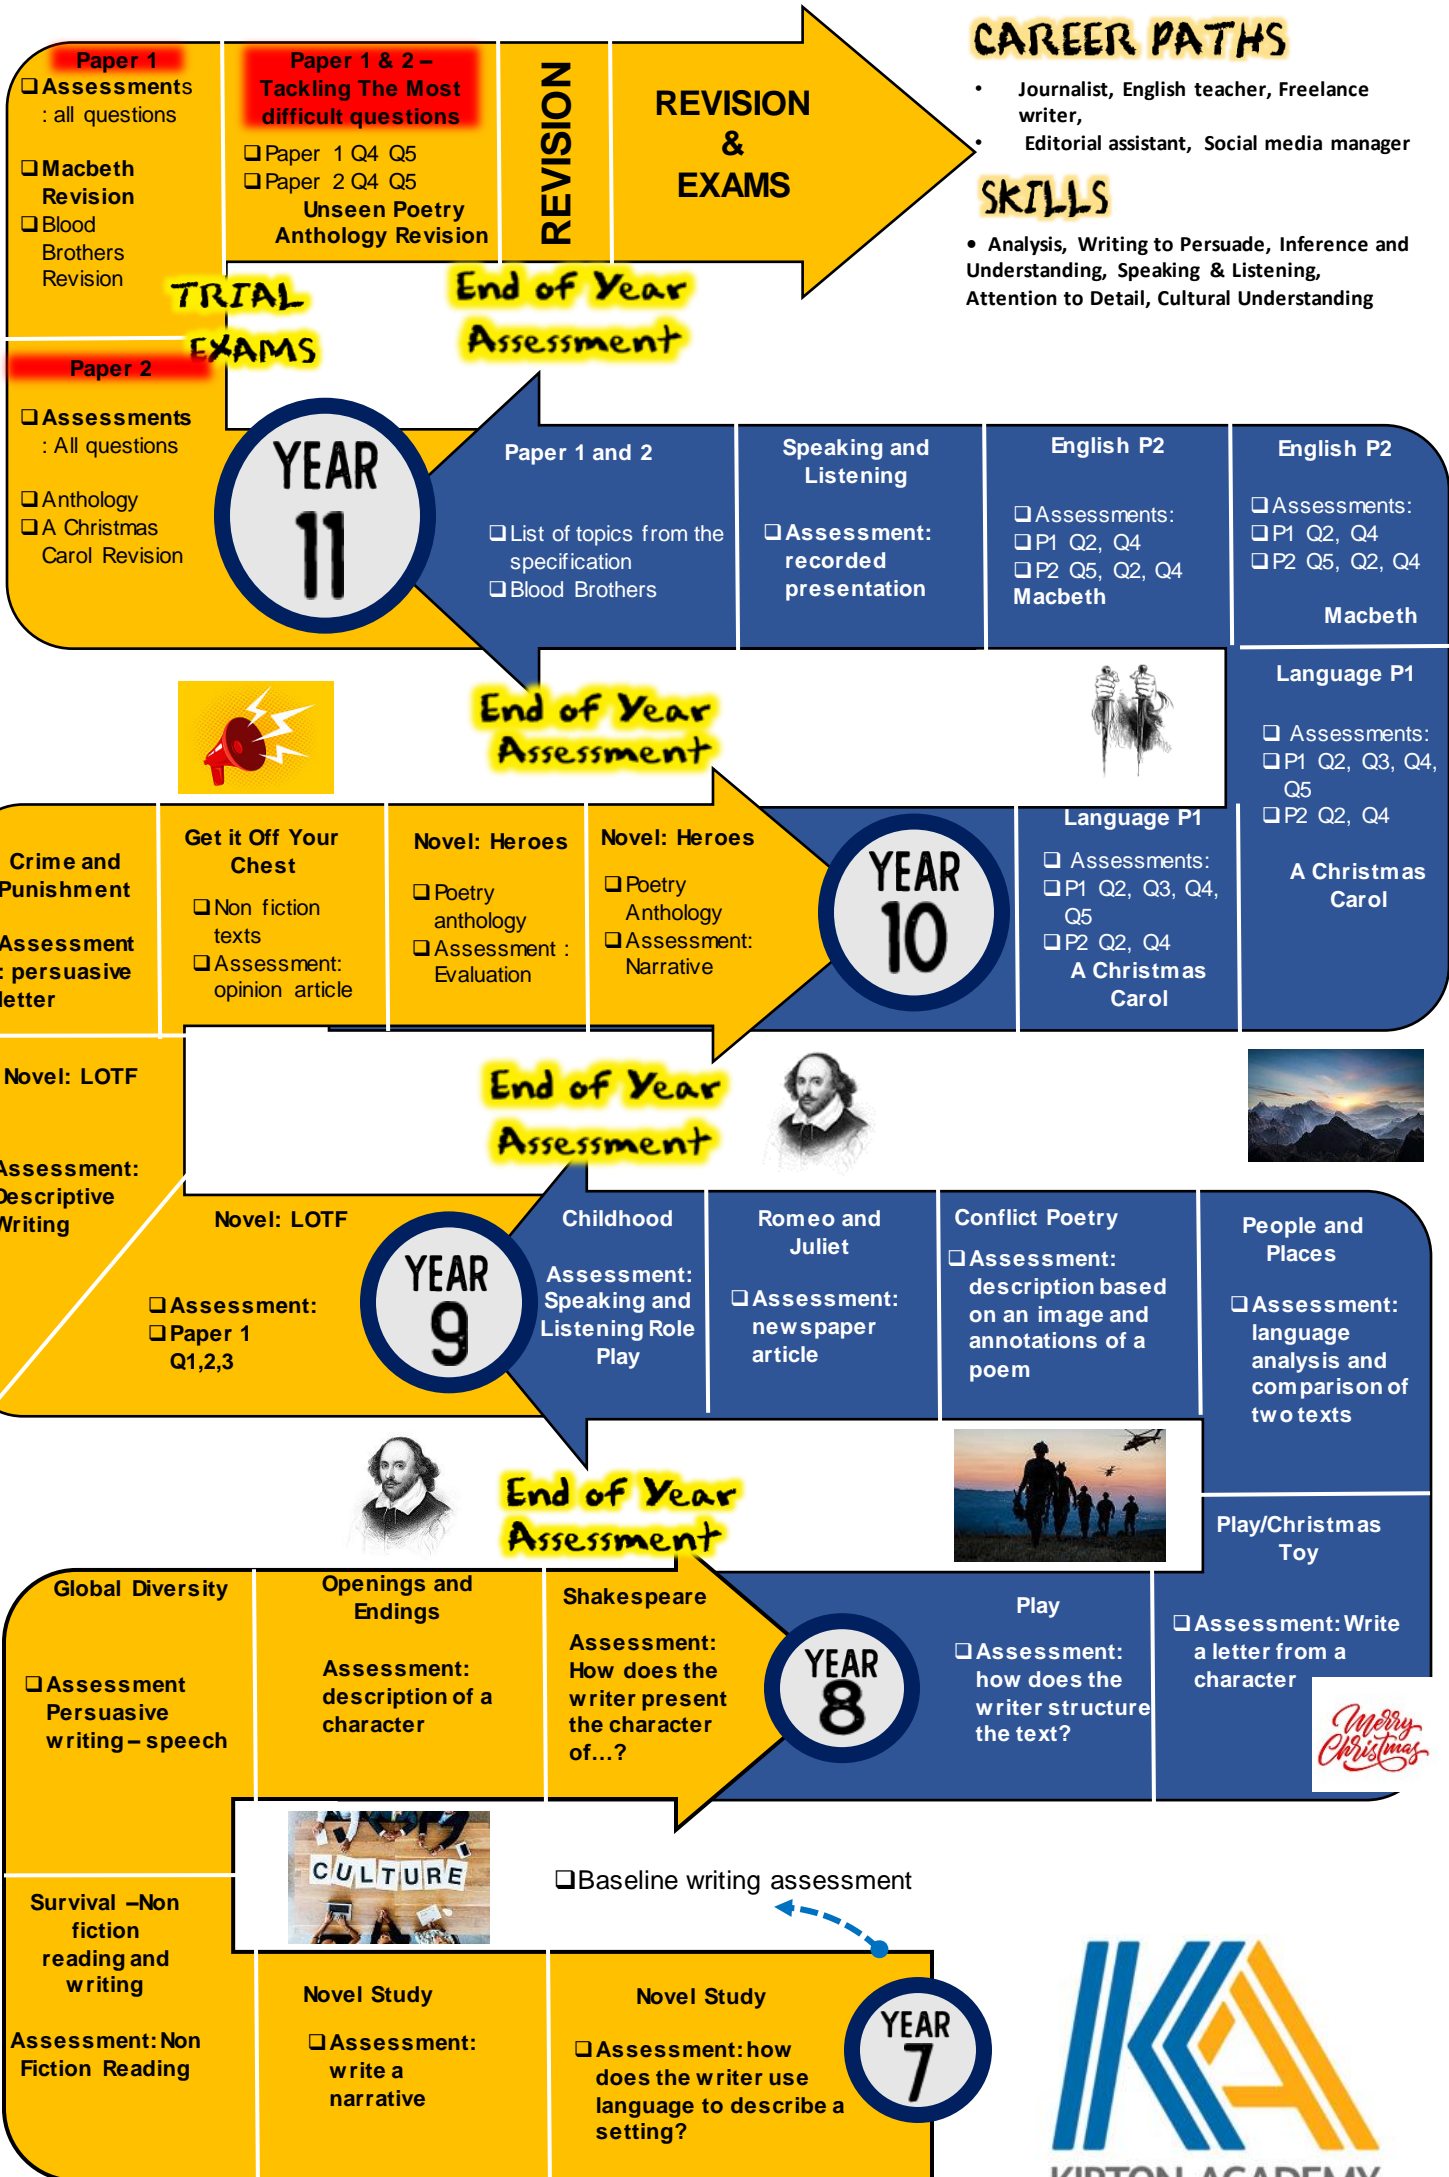 CAREER PATHS
• Journalist, English teacher, Freelance
writer,
• Editorial assistant, Social media manager
SKILLS
• Analysis, Writing to Persuade, Inference and
Understanding, Speaking & Listening,
Attention to Detail, Cultural Understanding
Paper 1
❑ Assessments
: all questions
❑ Macbeth
Revision
❑ Blood
Brothers
Revision
Paper 1 & 2 –
Tackling The Most
difficult questions
❑ Paper 1 Q4 Q5
❑ Paper 2 Q4 Q5
Unseen Poetry
Anthology Revision
REVISION
REVISION
&
EXAMS
TRIAL
EXAMS
End of Year
Assessment
Paper 2
❑ Assessments
: All questions
❑ Anthology
❑ A Christmas
Carol Revision
YEAR
11
Paper 1 and 2
❑ List of topics from the
specification
❑ Blood Brothers
Speaking and
Listening
❑ Assessment:
recorded
presentation
English P2
❑ Assessments:
❑ P1 Q2, Q4
❑ P2 Q5, Q2, Q4
Macbeth
English P2
❑ Assessments:
❑ P1 Q2, Q4
❑ P2 Q5, Q2, Q4
Macbeth
Language P1
❑ Assessments:
❑ P1 Q2, Q3, Q4,
Q5
❑ P2 Q2, Q4
A Christmas
Carol
End of Year
Assessment
Crime and
Punishment
Assessment
: persuasive
letter
Get it Off Your
Chest
❑ Non fiction
texts
❑ Assessment:
opinion article
Novel: Heroes
❑ Poetry
anthology
❑ Assessment :
Evaluation
Novel: Heroes
❑ Poetry
Anthology
❑ Assessment:
Narrative
YEAR
10
Language P1
❑ Assessments:
❑ P1 Q2, Q3, Q4,
Q5
❑ P2 Q2, Q4
A Christmas
Carol
Novel: LOTF
Assessment:
Descriptive
Writing
End of Year
Assessment
Novel: LOTF
❑ Assessment:
❑ Paper 1
Q1,2,3
YEAR
9
Childhood
Assessment:
Speaking and
Listening Role
Play
Romeo and
Juliet
❑ Assessment:
newspaper
article
Conflict Poetry
❑ Assessment:
description based
on an image and
annotations of a
poem
People and
Places
❑ Assessment:
language
analysis and
comparison of
two texts
End of Year
Assessment
Global Diversity
❑ Assessment
Persuasive
writing – speech
Openings and
Endings
Assessment:
description of a
character
Shakespeare
Assessment:
How does the
writer present
the character
of…?
YEAR
8
Play
❑ Assessment:
how does the
writer structure
the text?
Play/Christmas
Toy
❑ Assessment: Write
a letter from a
character
Merry
Christmas
CULTURE
❑ Baseline writing assessment
Survival –Non
fiction
reading and
writing
Assessment: Non
Fiction Reading
Novel Study
❑ Assessment:
write a
narrative
Novel Study
❑ Assessment: how
does the writer use
language to describe a
setting?
YEAR
7
KA
KIRTON ACADEMY